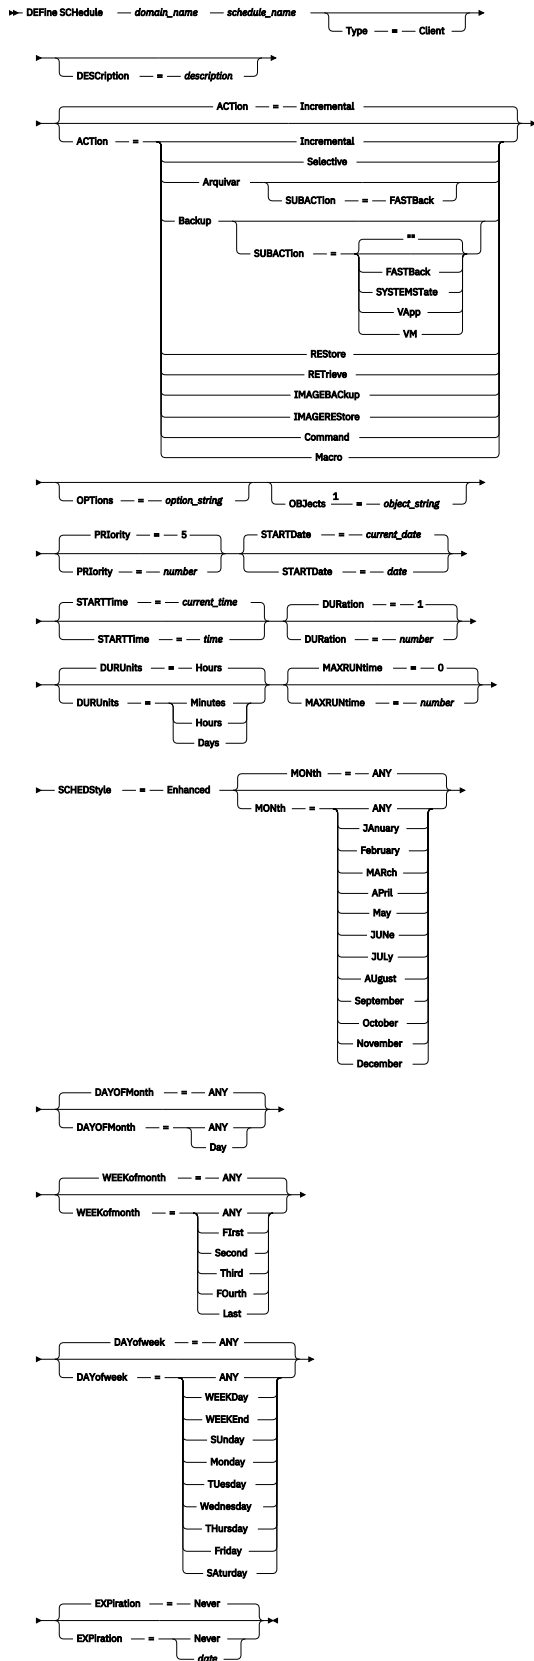 DEFine SCHedule — domain_name — schedule_name
Type — = — Client
DESCription — = — description
ACTion — = — Incremental
ACTion — = — Incremental
Selective
Arquivar
SUBACTion — = — FASTBack
Backup
""
SUBACTion — =
FASTBack
SYSTEMSTate
VApp
VM
REStore
RETrieve
IMAGEBACkup
IMAGEREStore
Command
Macro
OPTions — = — option_string
OBJects 1 = — object_string
PRIority — = — 5
PRIority — = — number
STARTDate — = — current_date
STARTDate — = — date
STARTTime — = — current_time
STARTTime — = — time
DURation — = — 1
DURation — = — number
DURUnits — = — Hours
DURUnits — = — Minutes
Hours
Days
MAXRUNtime — = — 0
MAXRUNtime — = — number
SCHEDStyle — = — Enhanced
MONth — = — ANY
MONth — = — ANY
JAnuary
February
MARch
APril
May
JUNe
JULy
AUgust
September
October
November
December
DAYOFMonth — = — ANY
DAYOFMonth — = — ANY
Day
WEEKofmonth — = — ANY
WEEKofmonth — = — ANY
FIrst
Second
Third
FOurth
Last
DAYofweek — = — ANY
DAYofweek — = — ANY
WEEKDay
WEEKEnd
SUnday
Monday
TUesday
Wednesday
THursday
Friday
SAturday
EXPiration — = — Never
EXPiration — = — Never
date